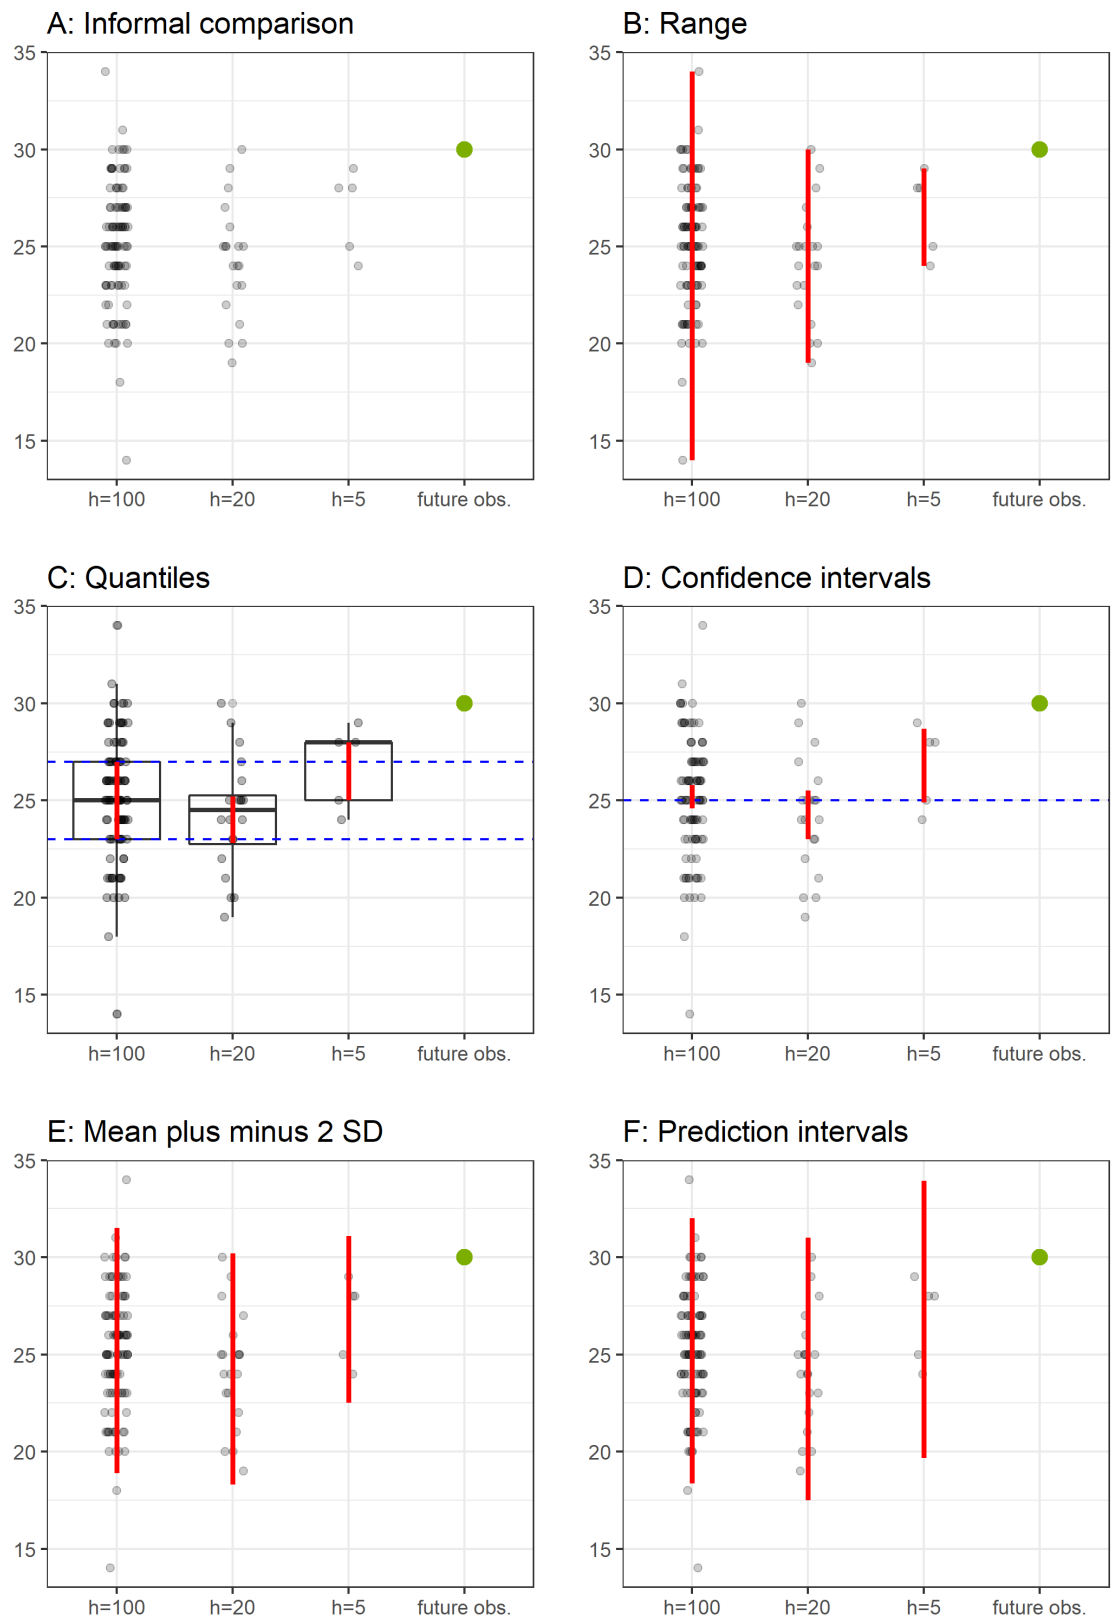 A: Informal comparison
35
30
25
20
15
h=100 h=20 h=5 future obs.
B: Range
35
30
25
20
15
h=100 h=20 h=5 future obs.
C: Quantiles
35
30
25
20
15
h=100 h=20 h=5 future obs.
D: Confidence intervals
35
30
25
20
15
h=100 h=20 h=5 future obs.
E: Mean plus minus 2 SD
35
30
25
20
15
h=100 h=20 h=5 future obs.
F: Prediction intervals
35
30
25
20
15
h=100 h=20 h=5 future obs.